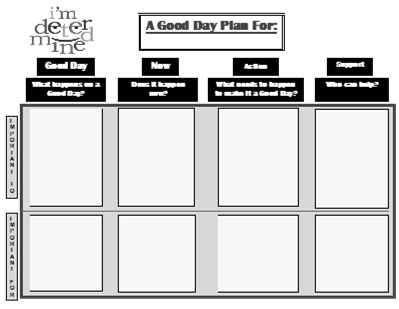 i'm
deter
mine
A Good Day Plan For:
Good Day
Now
Action
Support
What happens on a
Good Day?
Does it happen
now?
What needs to happen
to make it a Good Day?
Who can help?
IMPORTANT TO
IMPORTANT FOR